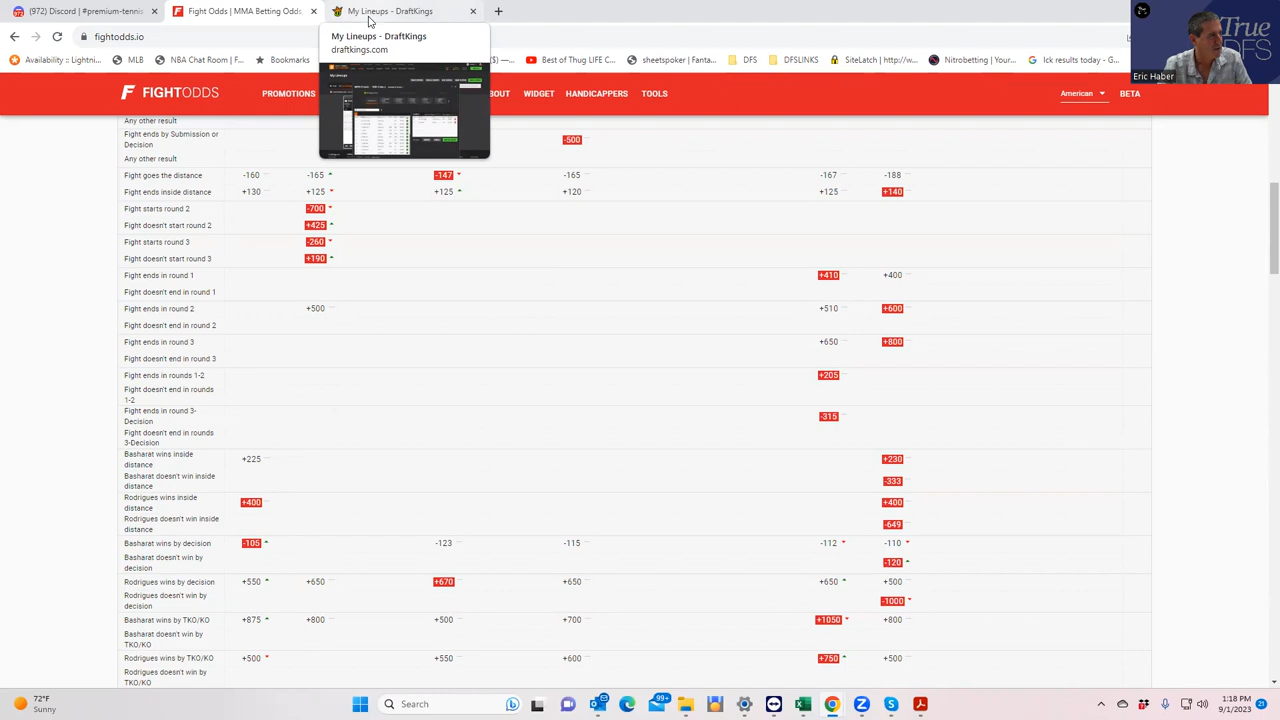 (972) Discord | #premium-tennis
Fight Odds | MMA Betting Odds,
My Lineups - DraftKings
fightodds.io
My Lineups - DraftKings
draftkings.com
Availability :: Lightni...
MLB
NBA Chat Room | F...
Bookmarks
Best of Thug LIFE
ReLatify | http://Me...
Nitrobetting | Your...
Eric Haber
True
DFS
FIGHTODDS
PROMOTIONS
WIDGET
HANDICAPPERS
TOOLS
American
BETA
Any other result
Fight ends by Submission or
Decision
-500
Any other result
Fight goes the distance -160 -165 -147 -165 -167 -188
Fight ends inside distance +130 +125 +125 +120 +125 +140
Fight starts round 2 -700
Fight doesn't start round 2 +425
Fight starts round 3 -260
Fight doesn't start round 3 +190
Fight ends in round 1 +410 +400
Fight doesn't end in round 1
Fight ends in round 2 +500 +510 +600
Fight doesn't end in round 2
Fight ends in round 3 +650 +800
Fight doesn't end in round 3
Fight ends in rounds 1-2 +205
Fight doesn't end in rounds
1-2
Fight ends in round 3-
Decision
-315
Fight doesn't end in rounds
3-Decision
Basharat wins inside
distance
+225 +230
Basharat doesn't win inside
distance
-333
Rodrigues wins inside
distance
+400 +400
Rodrigues doesn't win inside
distance
-649
Basharat wins by decision -105 -123 -115 -112 -110
Basharat doesn't win by
decision
-120
Rodrigues wins by decision +550 +650 +670 +650 +650 +500
Rodrigues doesn't win by
decision
-1000
Basharat wins by TKO/KO +875 +800 +500 +700 +1050 +800
Basharat doesn't win by
TKO/KO
Rodrigues wins by TKO/KO +500 +550 +600 +750 +500
Rodrigues doesn't win by
TKO/KO
72°F
Sunny
Search
99+
1:18 PM
9/1/2023